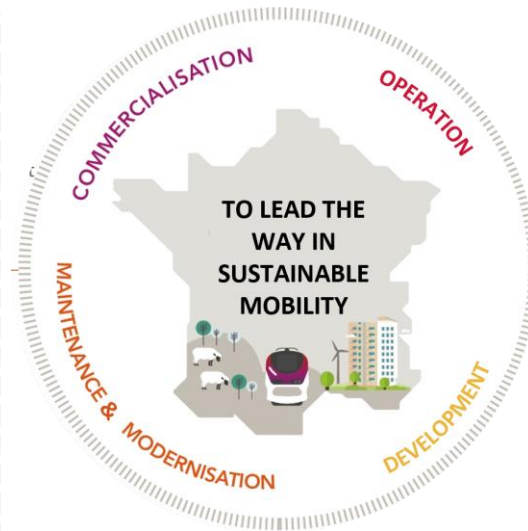 COMMERCIALISATION
OPERATION
TO LEAD THE
WAY IN
SUSTAINABLE
MOBILITY
MAINTENANCE & MODERNISATION
DEVELOPMENT